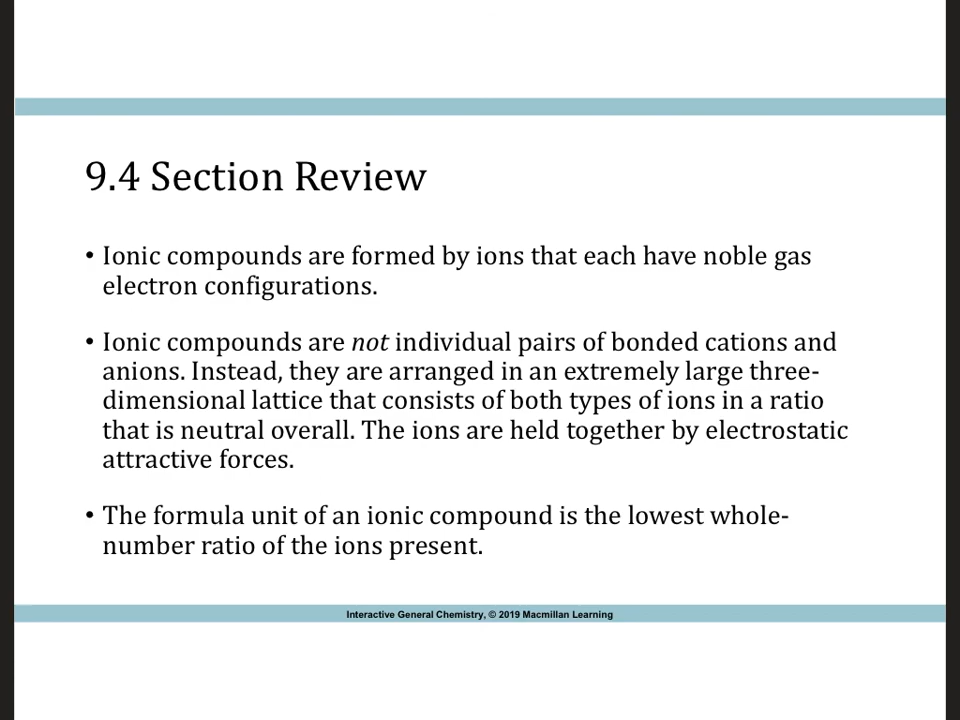 9.4 Section Review
• Ionic compounds are formed by ions that each have noble gas
electron configurations.
• Ionic compounds are not individual pairs of bonded cations and
anions. Instead, they are arranged in an extremely large three-
dimensional lattice that consists of both types of ions in a ratio
that is neutral overall. The ions are held together by electrostatic
attractive forces.
• The formula unit of an ionic compound is the lowest whole-
number ratio of the ions present.
Interactive General Chemistry, © 2019 Macmillan Learning